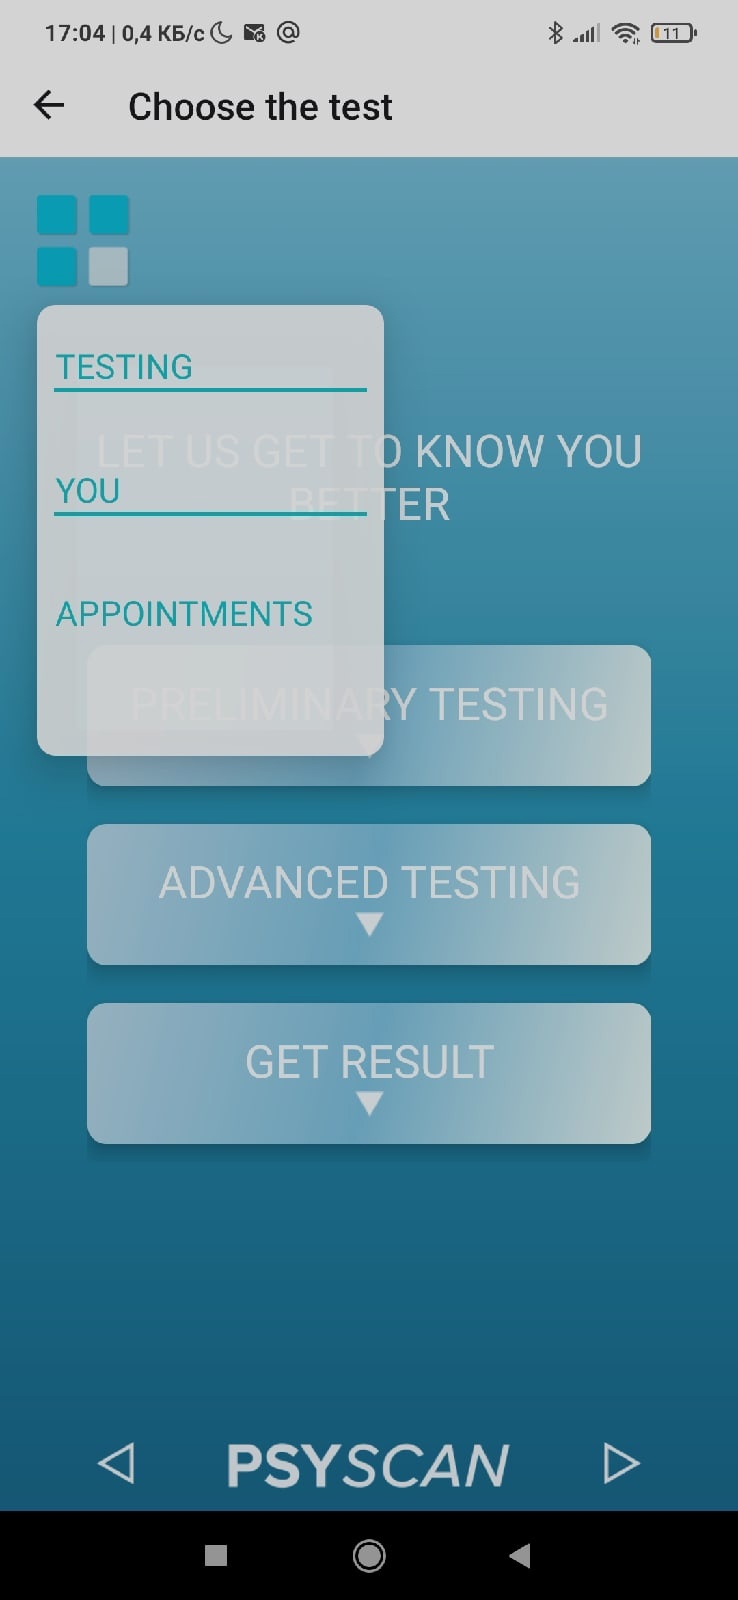 17:04 | 0,4 КБ/с
11
Choose the test
TESTING
LET US GET TO KNOW YOU
YOU
BETTER
APPOINTMENTS
PRELIMINARY TESTING
ADVANCED TESTING
GET RESULT
PSYSCAN